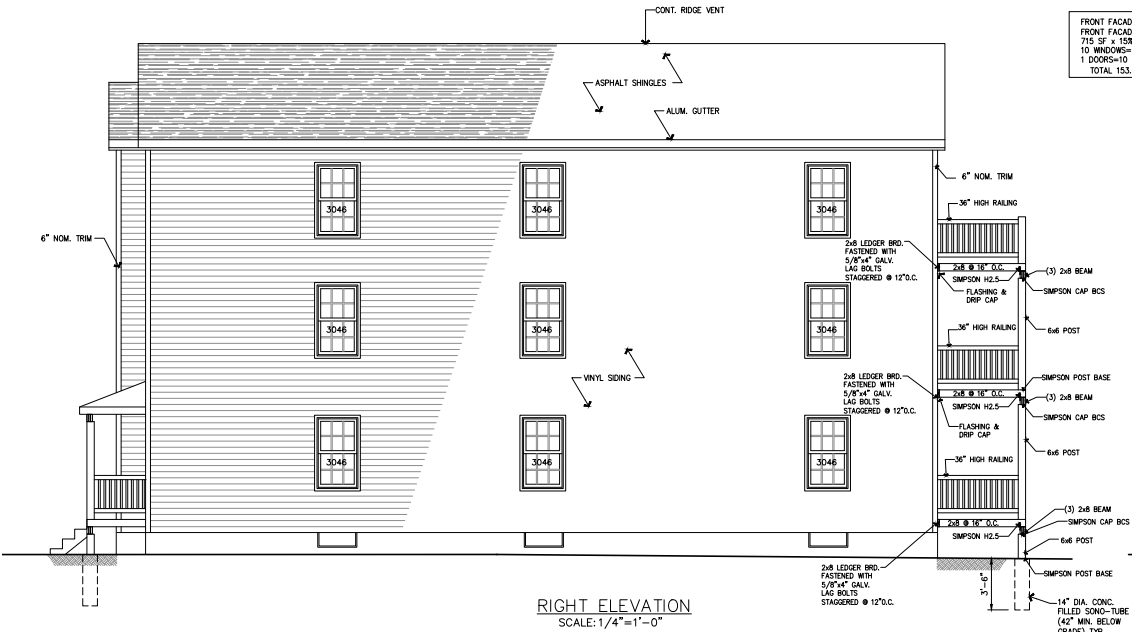 CONT. RIDGE VENT
FRONT FACAD
FRONT FACAD
715 SF x 15%
10 WINDOWS=
1 DOORS=10
TOTAL 153.
ASPHALT SHINGLES
ALUM. GUTTER
6" NOM. TRIM
3046
3046
3046
36" HIGH RAILING
6" NOM. TRIM
2x8 LEDGER BRD.
FASTENED WITH
5/8"x4" GALV.
LAG BOLTS
STAGGERED @ 12"O.C.
2x8 @ 16" O.C.
SIMPSON H2.5
(3) 2x8 BEAM
SIMPSON CAP BCS
FLASHING &
DRIP CAP
6x6 POST
3046
3046
3046
36" HIGH RAILING
VINYL SIDING
2x8 LEDGER BRD.
FASTENED WITH
5/8"x4" GALV.
LAG BOLTS
STAGGERED @ 12"O.C.
SIMPSON POST BASE
2x8 @ 16" O.C.
SIMPSON H2.5
(3) 2x8 BEAM
SIMPSON CAP BCS
FLASHING &
DRIP CAP
6x6 POST
3046
3046
3046
36" HIGH RAILING
(3) 2x8 BEAM
2x8 @ 16" O.C.
SIMPSON CAP BCS
SIMPSON H2.5
6x6 POST
2x8 LEDGER BRD.
FASTENED WITH
5/8"x4" GALV.
LAG BOLTS
STAGGERED @ 12"O.C.
3'-6"
SIMPSON POST BASE
14" DIA. CONC.
FILLED SONO-TUBE
(42" MIN. BELOW
GRADE) TYP.
RIGHT ELEVATION
SCALE: 1/4"=1'-0"